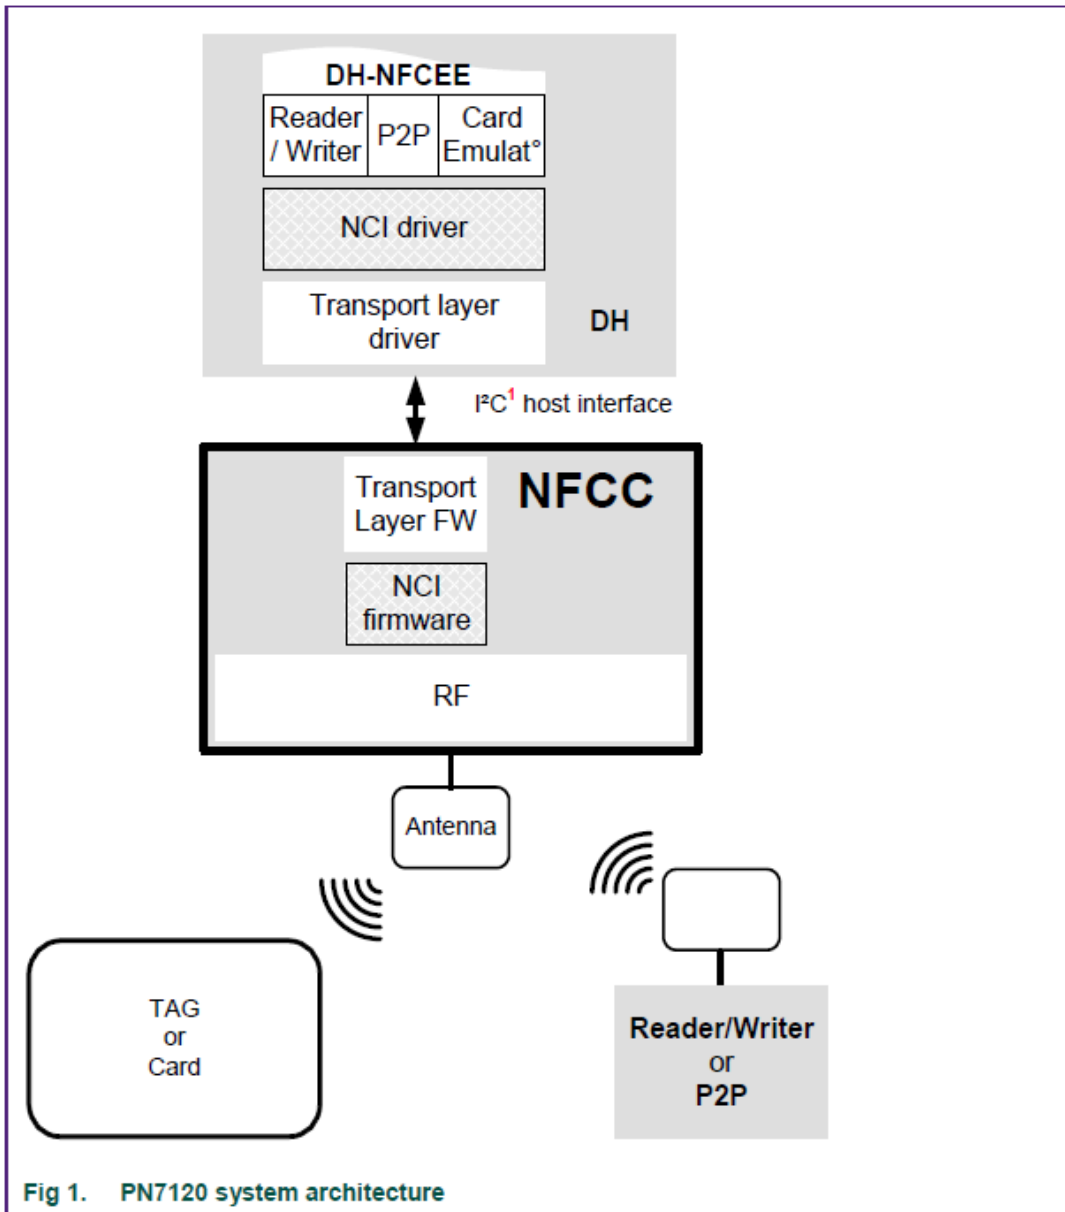 DH-NFCEE
Reader
/ Writer
P2P
Card
Emulat°
NCI driver
Transport layer
driver
DH
I²C¹ host interface
Transport
Layer FW
NFCC
NCI
firmware
RF
Antenna
TAG
or
Card
Reader/Writer
or
P2P
Fig 1. PN7120 system architecture